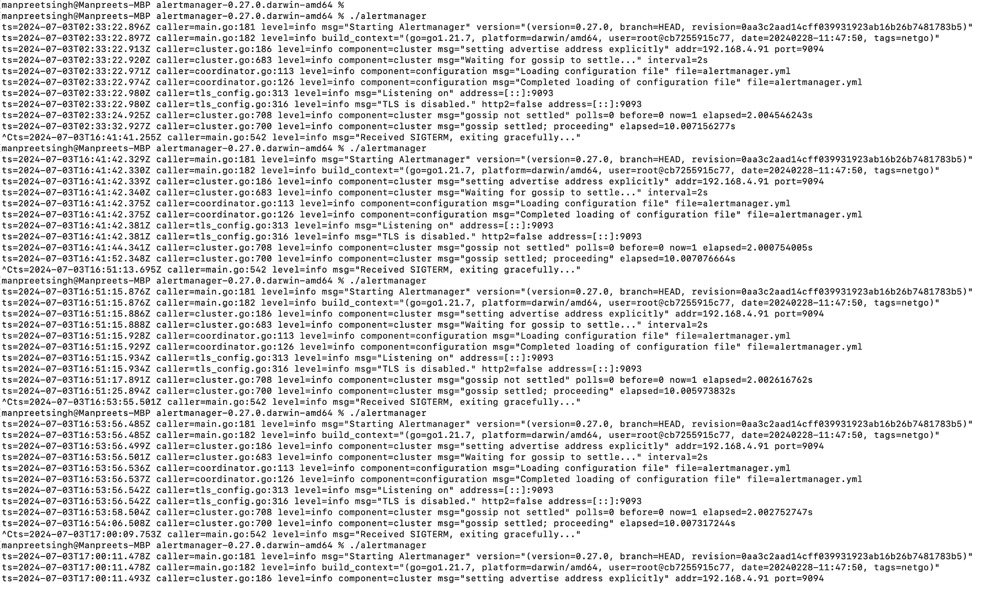 manpreetsingh@Manpreets-MBP alertmanager-0.27.0.darwin-amd64 %
manpreetsingh@Manpreets-MBP alertmanager-0.27.0.darwin-amd64 % ./alertmanager
ts=2024-07-03T02:33:22.896Z caller=main.go:181 level=info msg="Starting Alertmanager" version="(version=0.27.0, branch=HEAD, revision=0aa3c2aad14cff039931923ab16b26b7481783b5)"
ts=2024-07-03T02:33:22.897Z caller=main.go:182 level=info build_context="(go=go1.21.7, platform=darwin/amd64, user=root@cb7255915c77, date=20240228-11:47:50, tags=netgo)"
ts=2024-07-03T02:33:22.913Z caller=cluster.go:186 level=info component=cluster msg="setting advertise address explicitly" addr=192.168.4.91 port=9094
ts=2024-07-03T02:33:22.920Z caller=cluster.go:683 level=info component=cluster msg="Waiting for gossip to settle..." interval=2s
ts=2024-07-03T02:33:22.971Z caller=coordinator.go:113 level=info component=configuration msg="Loading configuration file" file=alertmanager.yml
ts=2024-07-03T02:33:22.974Z caller=coordinator.go:126 level=info component=configuration msg="Completed loading of configuration file" file=alertmanager.yml
ts=2024-07-03T02:33:22.980Z caller=tls_config.go:313 level=info msg="Listening on" address=[::]:9093
ts=2024-07-03T02:33:22.980Z caller=tls_config.go:316 level=info msg="TLS is disabled." http2=false address=[::]:9093
ts=2024-07-03T02:33:24.925Z caller=cluster.go:708 level=info component=cluster msg="gossip not settled" polls=0 before=0 now=1 elapsed=2.004546243s
ts=2024-07-03T02:33:32.927Z caller=cluster.go:700 level=info component=cluster msg="gossip settled; proceeding" elapsed=10.007156277s
^Cts=2024-07-03T16:41:41.255Z caller=main.go:542 level=info msg="Received SIGTERM, exiting gracefully..."
manpreetsingh@Manpreets-MBP alertmanager-0.27.0.darwin-amd64 % ./alertmanager
ts=2024-07-03T16:41:42.329Z caller=main.go:181 level=info msg="Starting Alertmanager" version="(version=0.27.0, branch=HEAD, revision=0aa3c2aad14cff039931923ab16b26b7481783b5)"
ts=2024-07-03T16:41:42.330Z caller=main.go:182 level=info build_context="(go=go1.21.7, platform=darwin/amd64, user=root@cb7255915c77, date=20240228-11:47:50, tags=netgo)"
ts=2024-07-03T16:41:42.339Z caller=cluster.go:186 level=info component=cluster msg="setting advertise address explicitly" addr=192.168.4.91 port=9094
ts=2024-07-03T16:41:42.340Z caller=cluster.go:683 level=info component=cluster msg="Waiting for gossip to settle..." interval=2s
ts=2024-07-03T16:41:42.375Z caller=coordinator.go:113 level=info component=configuration msg="Loading configuration file" file=alertmanager.yml
ts=2024-07-03T16:41:42.375Z caller=coordinator.go:126 level=info component=configuration msg="Completed loading of configuration file" file=alertmanager.yml
ts=2024-07-03T16:41:42.381Z caller=tls_config.go:313 level=info msg="Listening on" address=[::]:9093
ts=2024-07-03T16:41:42.381Z caller=tls_config.go:316 level=info msg="TLS is disabled." http2=false address=[::]:9093
ts=2024-07-03T16:41:44.341Z caller=cluster.go:708 level=info component=cluster msg="gossip not settled" polls=0 before=0 now=1 elapsed=2.000754005s
ts=2024-07-03T16:41:52.348Z caller=cluster.go:700 level=info component=cluster msg="gossip settled; proceeding" elapsed=10.007076664s
^Cts=2024-07-03T16:51:13.695Z caller=main.go:542 level=info msg="Received SIGTERM, exiting gracefully..."
manpreetsingh@Manpreets-MBP alertmanager-0.27.0.darwin-amd64 % ./alertmanager
ts=2024-07-03T16:51:15.876Z caller=main.go:181 level=info msg="Starting Alertmanager" version="(version=0.27.0, branch=HEAD, revision=0aa3c2aad14cff039931923ab16b26b7481783b5)"
ts=2024-07-03T16:51:15.876Z caller=main.go:182 level=info build_context="(go=go1.21.7, platform=darwin/amd64, user=root@cb7255915c77, date=20240228-11:47:50, tags=netgo)"
ts=2024-07-03T16:51:15.886Z caller=cluster.go:186 level=info component=cluster msg="setting advertise address explicitly" addr=192.168.4.91 port=9094
ts=2024-07-03T16:51:15.888Z caller=cluster.go:683 level=info component=cluster msg="Waiting for gossip to settle..." interval=2s
ts=2024-07-03T16:51:15.928Z caller=coordinator.go:113 level=info component=configuration msg="Loading configuration file" file=alertmanager.yml
ts=2024-07-03T16:51:15.929Z caller=coordinator.go:126 level=info component=configuration msg="Completed loading of configuration file" file=alertmanager.yml
ts=2024-07-03T16:51:15.934Z caller=tls_config.go:313 level=info msg="Listening on" address=[::]:9093
ts=2024-07-03T16:51:15.934Z caller=tls_config.go:316 level=info msg="TLS is disabled." http2=false address=[::]:9093
ts=2024-07-03T16:51:17.891Z caller=cluster.go:708 level=info component=cluster msg="gossip not settled" polls=0 before=0 now=1 elapsed=2.002616762s
ts=2024-07-03T16:51:25.894Z caller=cluster.go:700 level=info component=cluster msg="gossip settled; proceeding" elapsed=10.005973832s
^Cts=2024-07-03T16:53:55.501Z caller=main.go:542 level=info msg="Received SIGTERM, exiting gracefully..."
manpreetsingh@Manpreets-MBP alertmanager-0.27.0.darwin-amd64 % ./alertmanager
ts=2024-07-03T16:53:56.485Z caller=main.go:181 level=info msg="Starting Alertmanager" version="(version=0.27.0, branch=HEAD, revision=0aa3c2aad14cff039931923ab16b26b7481783b5)"
ts=2024-07-03T16:53:56.485Z caller=main.go:182 level=info build_context="(go=go1.21.7, platform=darwin/amd64, user=root@cb7255915c77, date=20240228-11:47:50, tags=netgo)"
ts=2024-07-03T16:53:56.499Z caller=cluster.go:186 level=info component=cluster msg="setting advertise address explicitly" addr=192.168.4.91 port=9094
ts=2024-07-03T16:53:56.501Z caller=cluster.go:683 level=info component=cluster msg="Waiting for gossip to settle..." interval=2s
ts=2024-07-03T16:53:56.536Z caller=coordinator.go:113 level=info component=configuration msg="Loading configuration file" file=alertmanager.yml
ts=2024-07-03T16:53:56.537Z caller=coordinator.go:126 level=info component=configuration msg="Completed loading of configuration file" file=alertmanager.yml
ts=2024-07-03T16:53:56.542Z caller=tls_config.go:313 level=info msg="Listening on" address=[::]:9093
ts=2024-07-03T16:53:56.542Z caller=tls_config.go:316 level=info msg="TLS is disabled." http2=false address=[::]:9093
ts=2024-07-03T16:53:58.504Z caller=cluster.go:708 level=info component=cluster msg="gossip not settled" polls=0 before=0 now=1 elapsed=2.002752747s
ts=2024-07-03T16:54:06.508Z caller=cluster.go:700 level=info component=cluster msg="gossip settled; proceeding" elapsed=10.007317244s
^Cts=2024-07-03T17:00:09.753Z caller=main.go:542 level=info msg="Received SIGTERM, exiting gracefully..."
manpreetsingh@Manpreets-MBP alertmanager-0.27.0.darwin-amd64 % ./alertmanager
ts=2024-07-03T17:00:11.478Z caller=main.go:181 level=info msg="Starting Alertmanager" version="(version=0.27.0, branch=HEAD, revision=0aa3c2aad14cff039931923ab16b26b7481783b5)"
ts=2024-07-03T17:00:11.478Z caller=main.go:182 level=info build_context="(go=go1.21.7, platform=darwin/amd64, user=root@cb7255915c77, date=20240228-11:47:50, tags=netgo)"
ts=2024-07-03T17:00:11.493Z caller=cluster.go:186 level=info component=cluster msg="setting advertise address explicitly" addr=192.168.4.91 port=9094